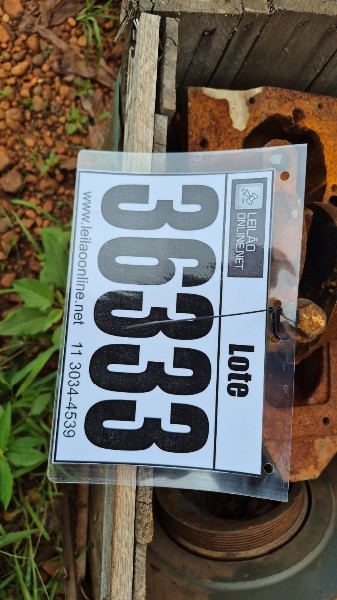 LEILÃO
ONLINE.NET
Lote
36333
www.leilaoonline.net 11 3034-4539